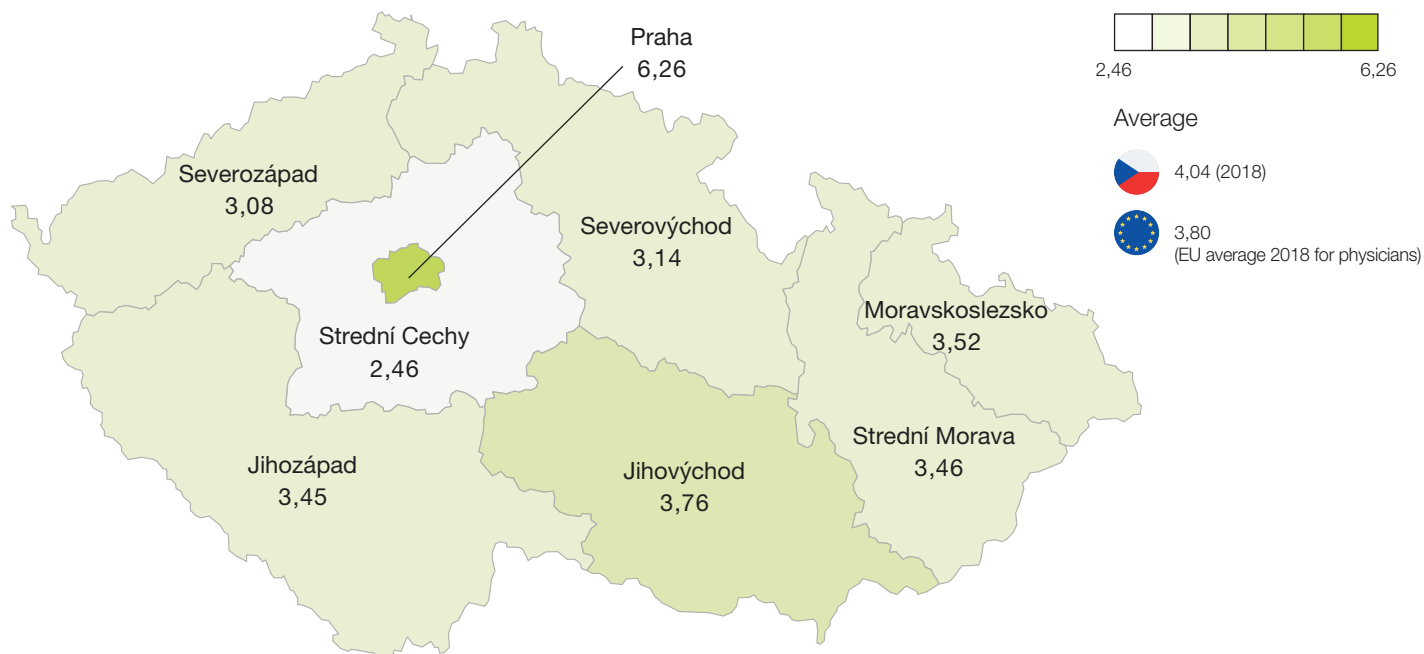 Praha
6,26
2,46
6,26
Average
4,04 (2018)
3,80
(EU average 2018 for physicians)
Severozápad
3,08
Severovýchod
3,14
Moravskoslezsko
3,52
Strední Cechy
2,46
Strední Morava
3,46
Jihozápad
3,45
Jihovýchod
3,76